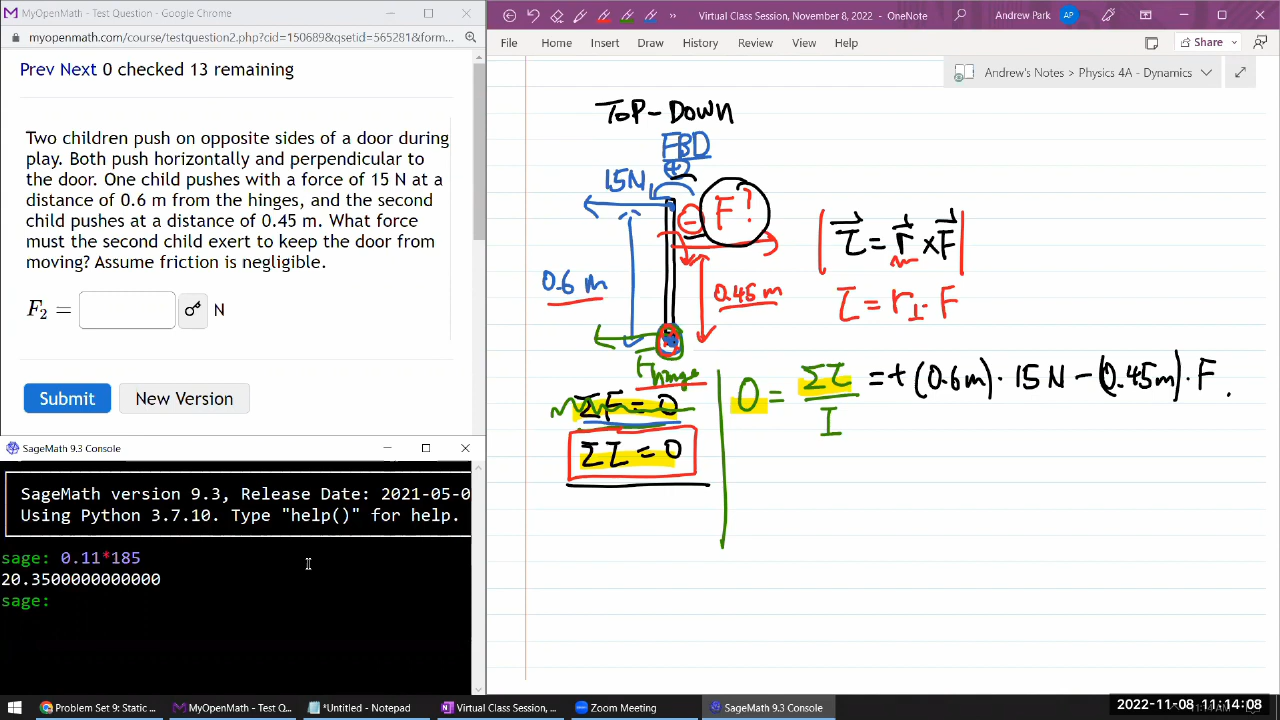 MyOpenMath - Test Question - Google Chrome
myopenmath.com/course/testquestion2.php?cid=150689&qsetid=565281&form...
Prev Next 0 checked 13 remaining
Two children push on opposite sides of a door during
play. Both push horizontally and perpendicular to
the door. One child pushes with a force of 15 N at a
distance of 0.6 m from the hinges, and the second
child pushes at a distance of 0.45 m. What force
must the second child exert to keep the door from
moving? Assume friction is negligible.
F₂ = N
Submit New Version
SageMath 9.3 Console
SageMath version 9.3, Release Date: 2021-05-0
Using Python 3.7.10. Type "help()" for help.
sage: 0.11*185
20.3500000000000
sage:
Virtual Class Session, November 8, 2022 - OneNote
Andrew Park AP
File Home Insert Draw History Review View Help
Share
Andrew's Notes > Physics 4A - Dynamics
TOP-DOWN
FBD
+
15N
- F?
0.6 m
0.45 m
F hinge
ΣF = 0
Στ = 0
|τ⃗ = r⃗ × F⃗|
τ = r⊥ · F
0 = Στ / I = + (0.6m) · 15 N - (0.45m) · F .
Problem Set 9: Static ...
MyOpenMath - Test Q...
*Untitled - Notepad
Virtual Class Session, ...
Zoom Meeting
SageMath 9.3 Console
2022-11-08 11:14:08